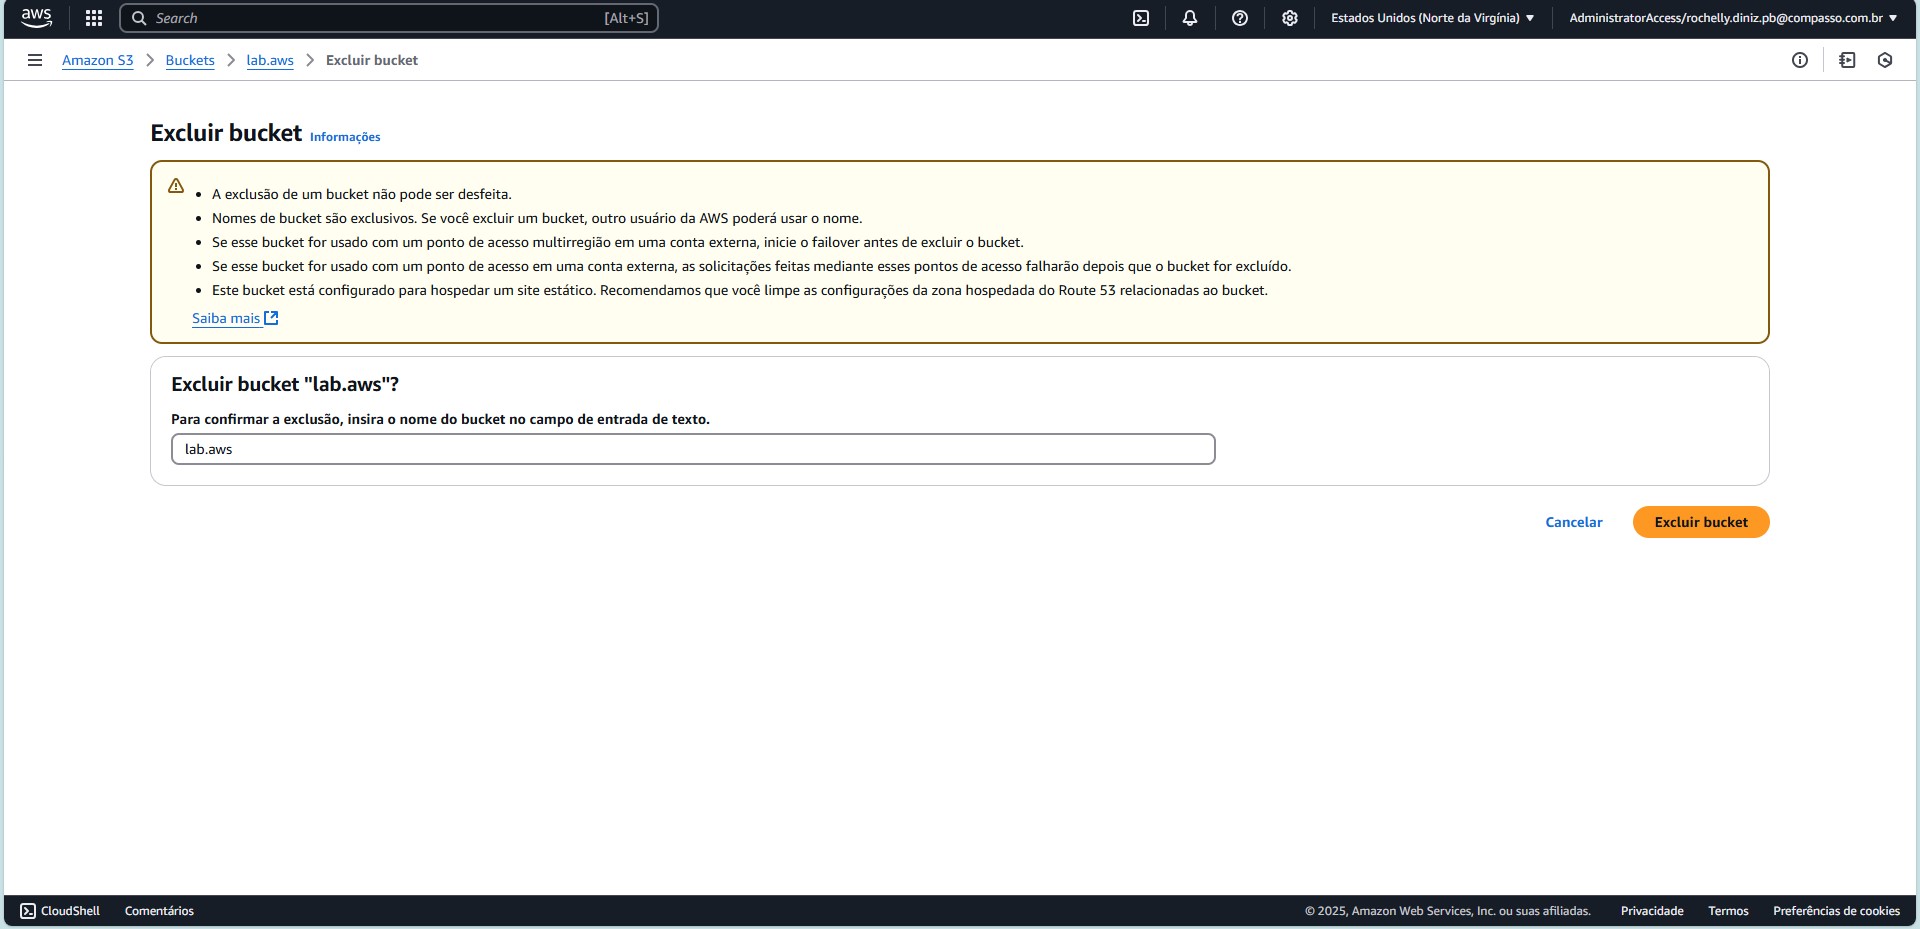 aws
Search [Alt+S] Estados Unidos (Norte da Virgínia) AdministratorAccess/rochelly.diniz.pb@compasso.com.br
Amazon S3 > Buckets > lab.aws > Excluir bucket
Excluir bucket Informações
• A exclusão de um bucket não pode ser desfeita.
• Nomes de bucket são exclusivos. Se você excluir um bucket, outro usuário da AWS poderá usar o nome.
• Se esse bucket for usado com um ponto de acesso multirregião em uma conta externa, inicie o failover antes de excluir o bucket.
• Se esse bucket for usado com um ponto de acesso em uma conta externa, as solicitações feitas mediante esses pontos de acesso falharão depois que o bucket for excluído.
• Este bucket está configurado para hospedar um site estático. Recomendamos que você limpe as configurações da zona hospedada do Route 53 relacionadas ao bucket.
Saiba mais
Excluir bucket "lab.aws"?
Para confirmar a exclusão, insira o nome do bucket no campo de entrada de texto.
lab.aws
Cancelar Excluir bucket
CloudShell Comentários © 2025, Amazon Web Services, Inc. ou suas afiliadas. Privacidade Termos Preferências de cookies